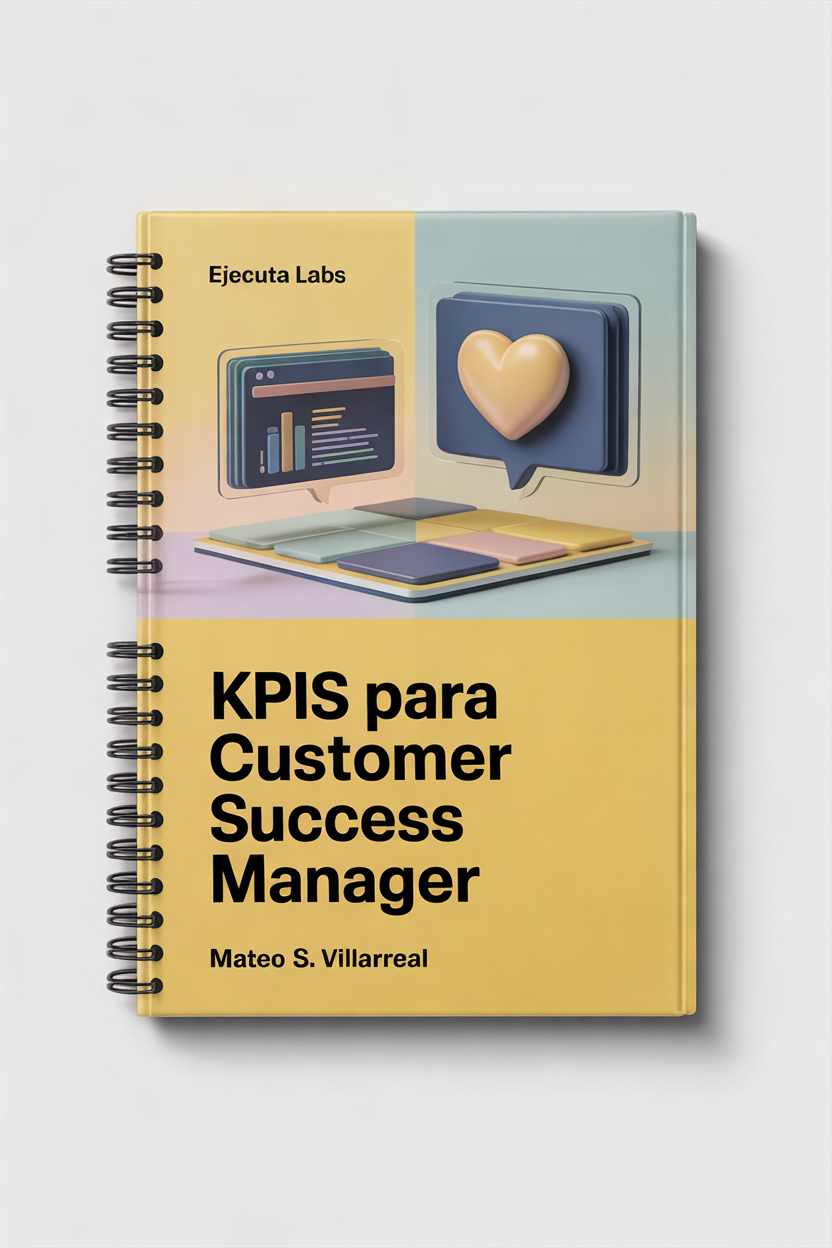 Ejecuta Labs
KPIS para
Customer
Success
Manager
Mateo S. Villarreal